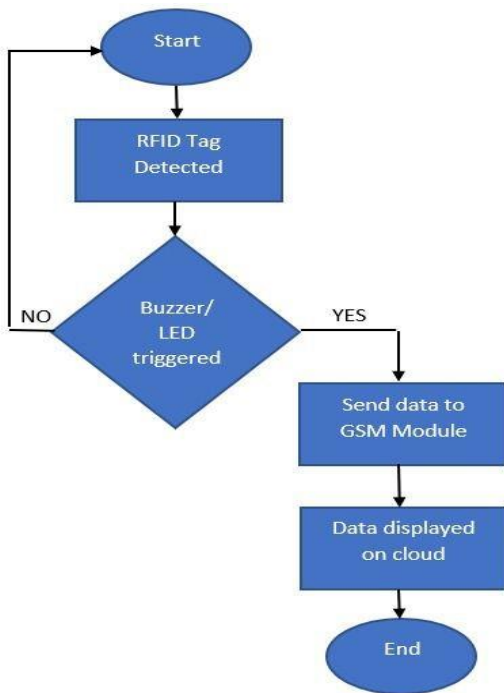 Start
RFID Tag
Detected
Buzzer/
LED
triggered
NO
YES
Send data to
GSM Module
Data displayed
on cloud
End